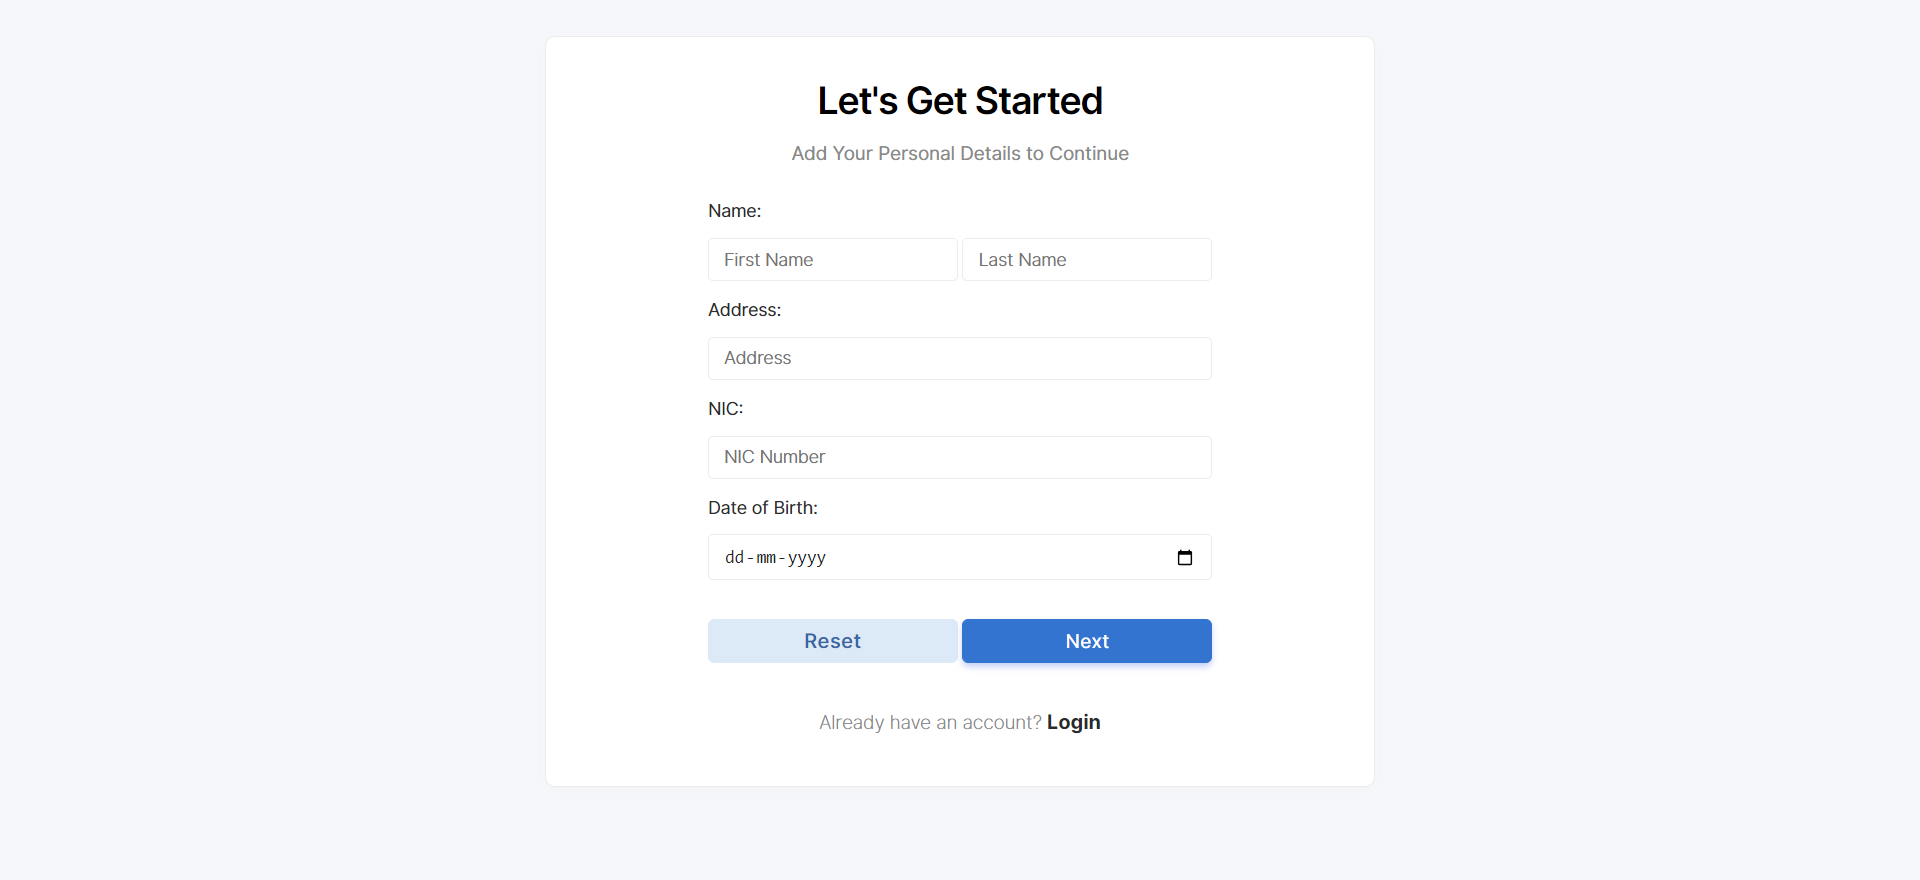 Let's Get Started
Add Your Personal Details to Continue
Name:
First Name Last Name
Address:
Address
NIC:
NIC Number
Date of Birth:
dd-mm-yyyy
Reset Next
Already have an account? Login